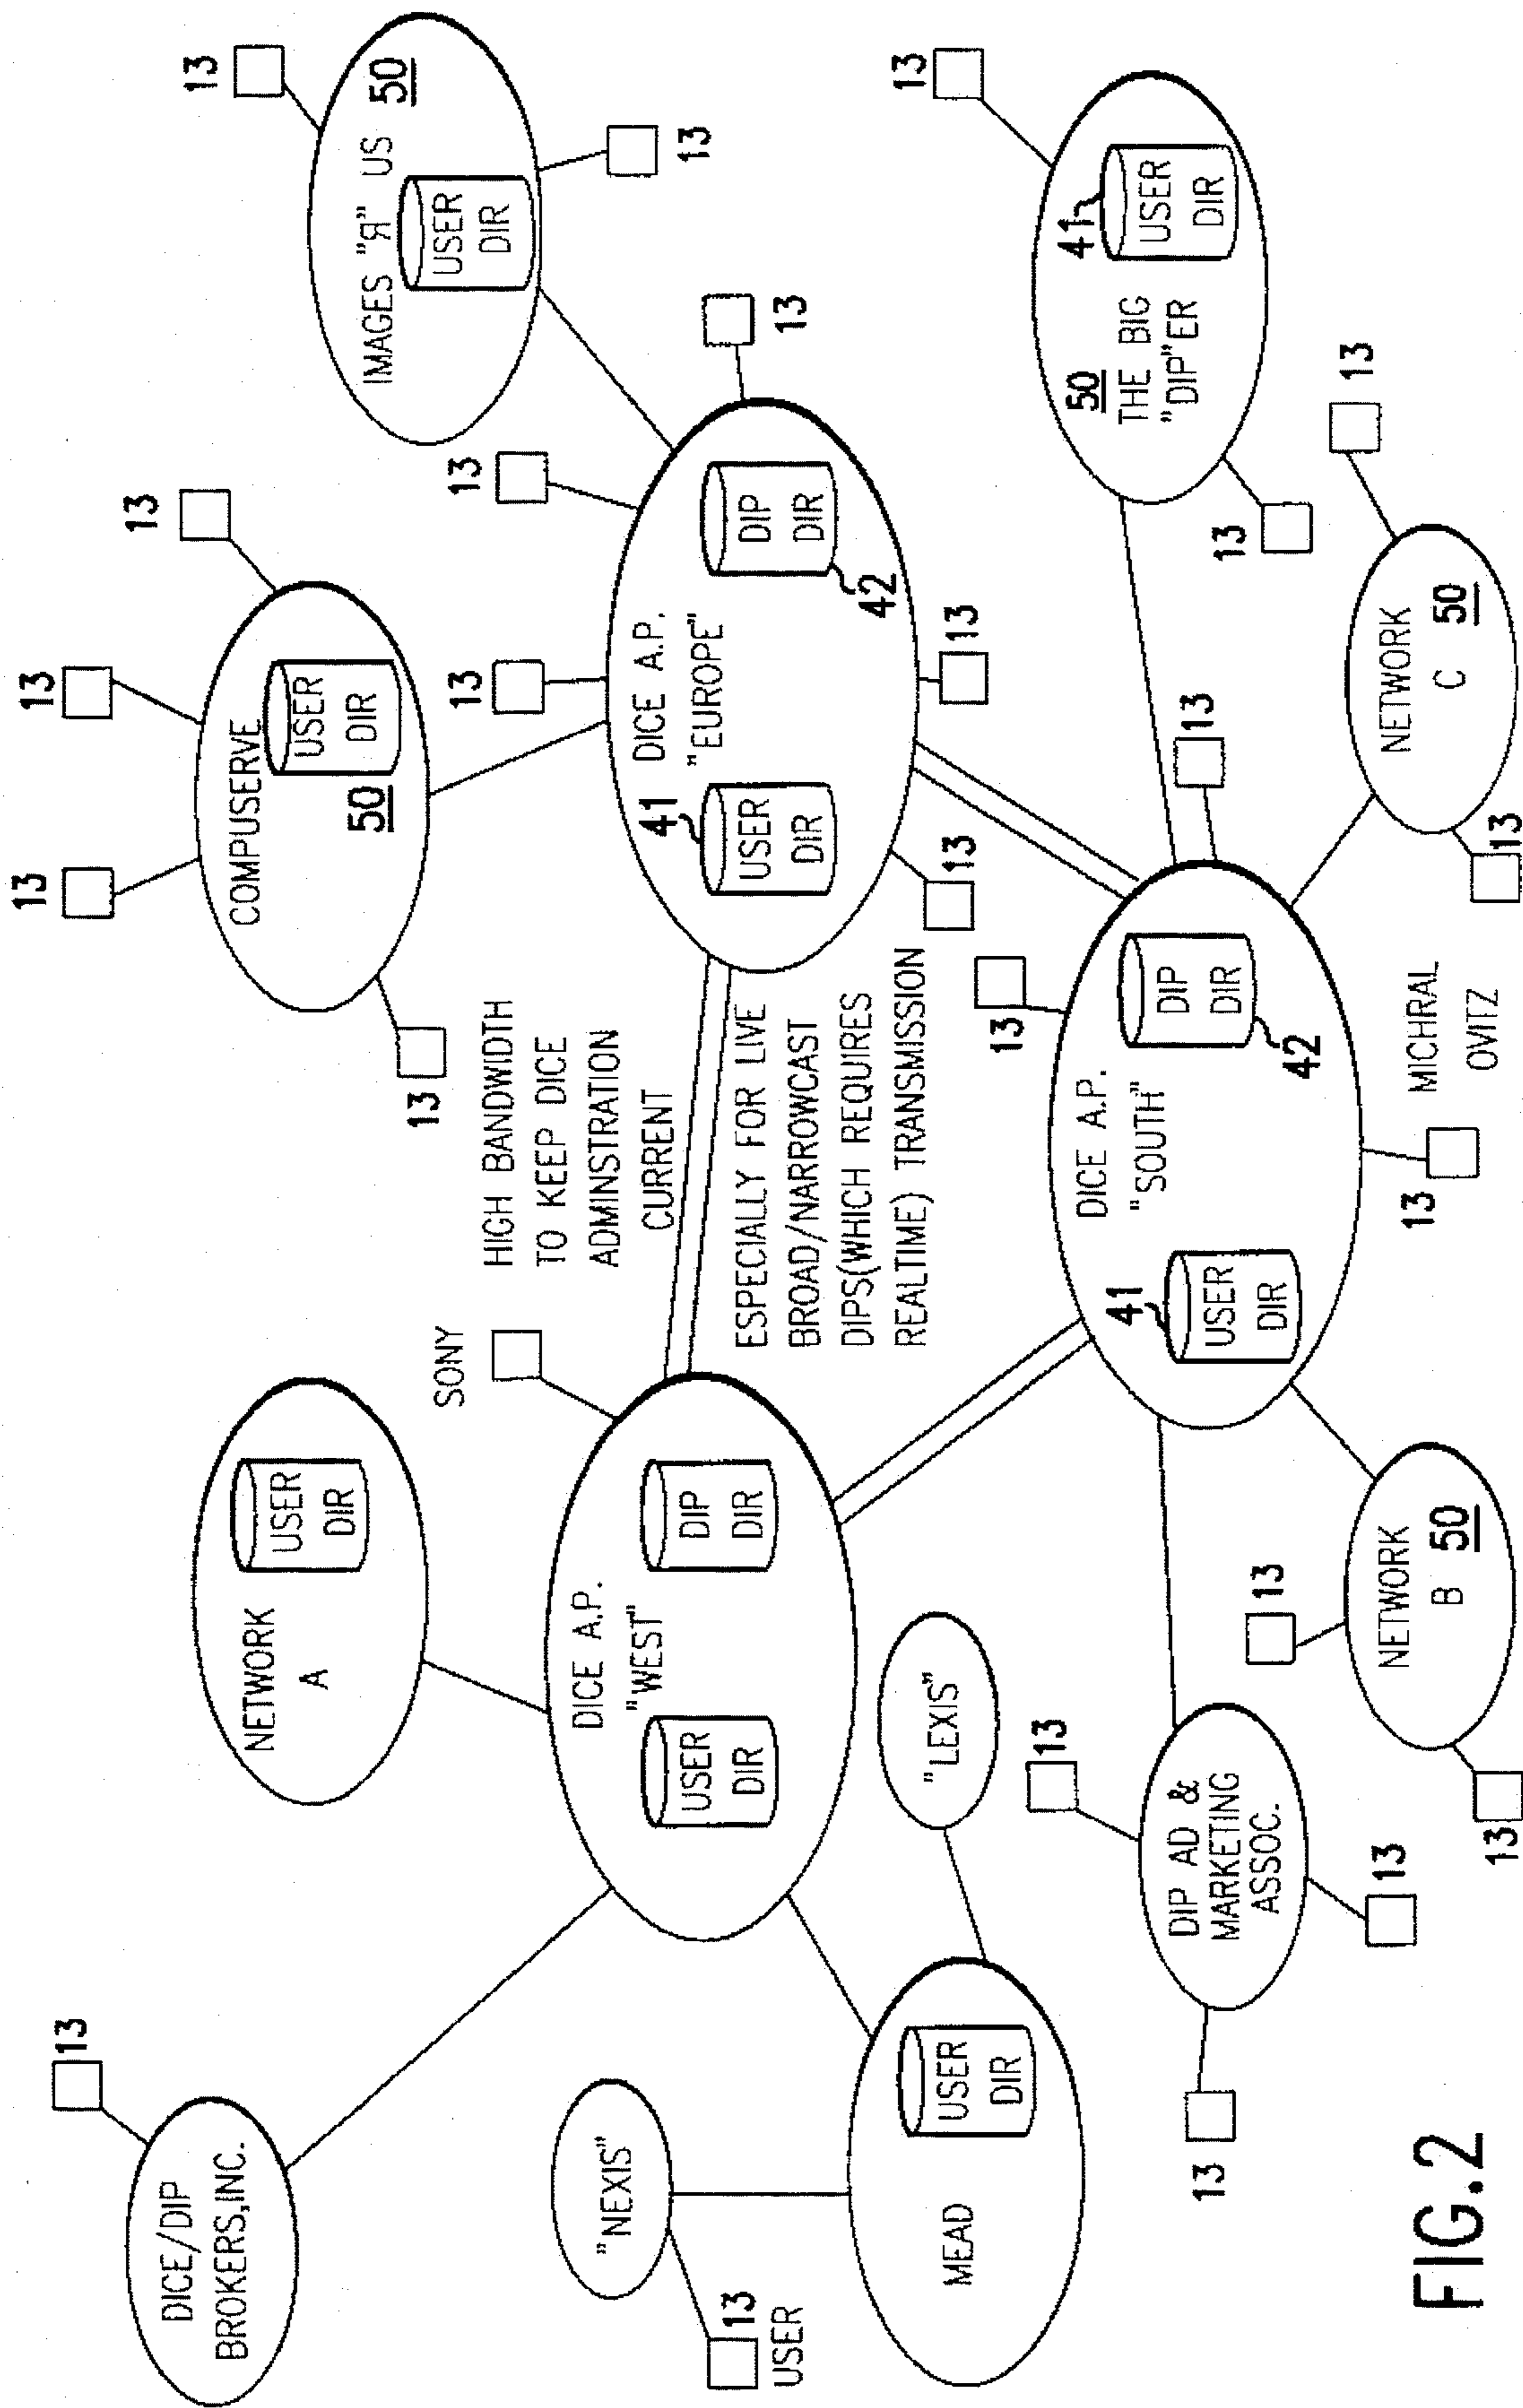 DICE/DIP
BROKERS,INC.
13
NETWORK
A
USER
DIR
SONY
HIGH BANDWIDTH
TO KEEP DICE
ADMINSTRATION
CURRENT
ESPECIALLY FOR LIVE
BROAD/NARROWCAST
DIPS(WHICH REQUIRES
REALTIME) TRANSMISSION
COMPUSERVE
50
USER
DIR
13
13
13
13
IMAGES "Я" US
50
USER
DIR
13
13
"NEXIS"
13
USER
MEAD
USER
DIR
"LEXIS"
DICE A.P.
"WEST"
USER
DIR
DIP
DIR
DICE A.P.
"EUROPE"
41
USER
DIR
DIP
DIR
42
13
13
13
13
13
DICE A.P.
"SOUTH"
41
USER
DIR
DIP
DIR
42
13
13
13
MICHRAL
OVITZ
50
THE BIG
"DIP"ER
41
USER
DIR
13
13
DIP AD &
MARKETING
ASSOC.
13
13
13
NETWORK
B
50
13
13
NETWORK
C
50
13
13
FIG.2